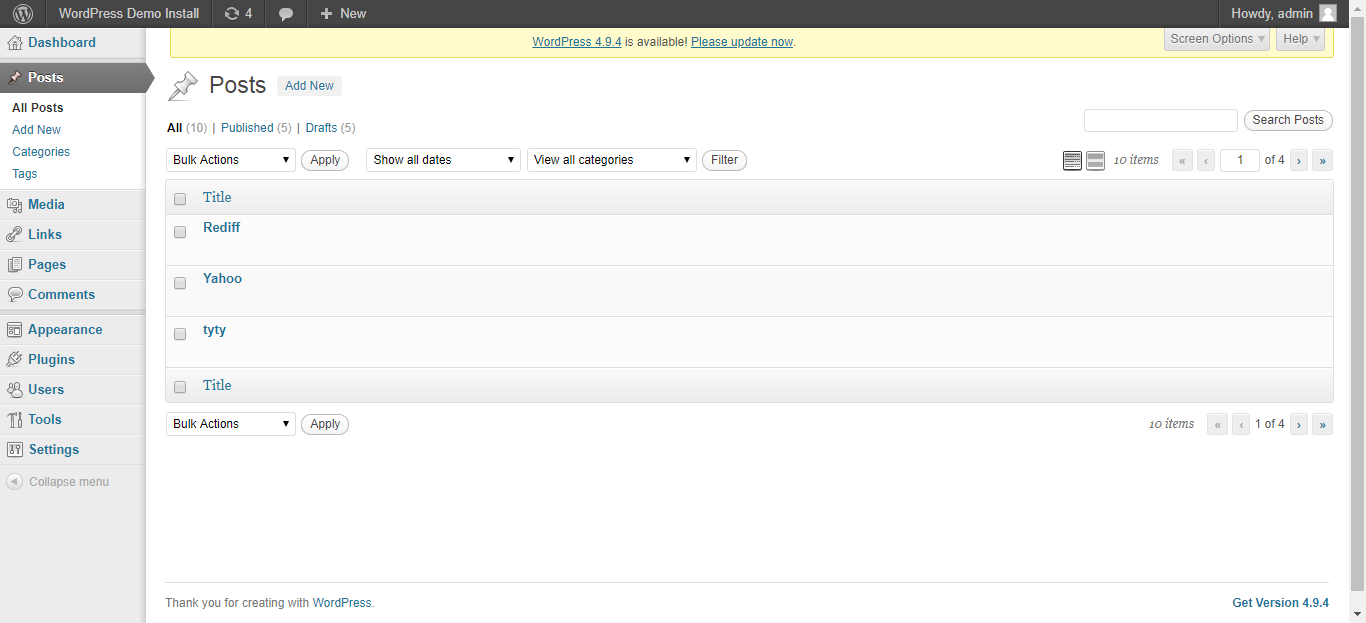 WordPress Demo Install 4 + New Howdy, admin
WordPress 4.9.4 is available! Please update now.
Screen Options Help
Dashboard
Posts
All Posts
Add New
Categories
Tags
Media
Links
Pages
Comments
Appearance
Plugins
Users
Tools
Settings
Collapse menu
Posts Add New
All (10) | Published (5) | Drafts (5)
Search Posts
Bulk Actions Apply Show all dates View all categories Filter 10 items « ‹ 1 of 4 › »
Title
Rediff
Yahoo
tyty
Title
Bulk Actions Apply 10 items « ‹ 1 of 4 › »
Thank you for creating with WordPress. Get Version 4.9.4